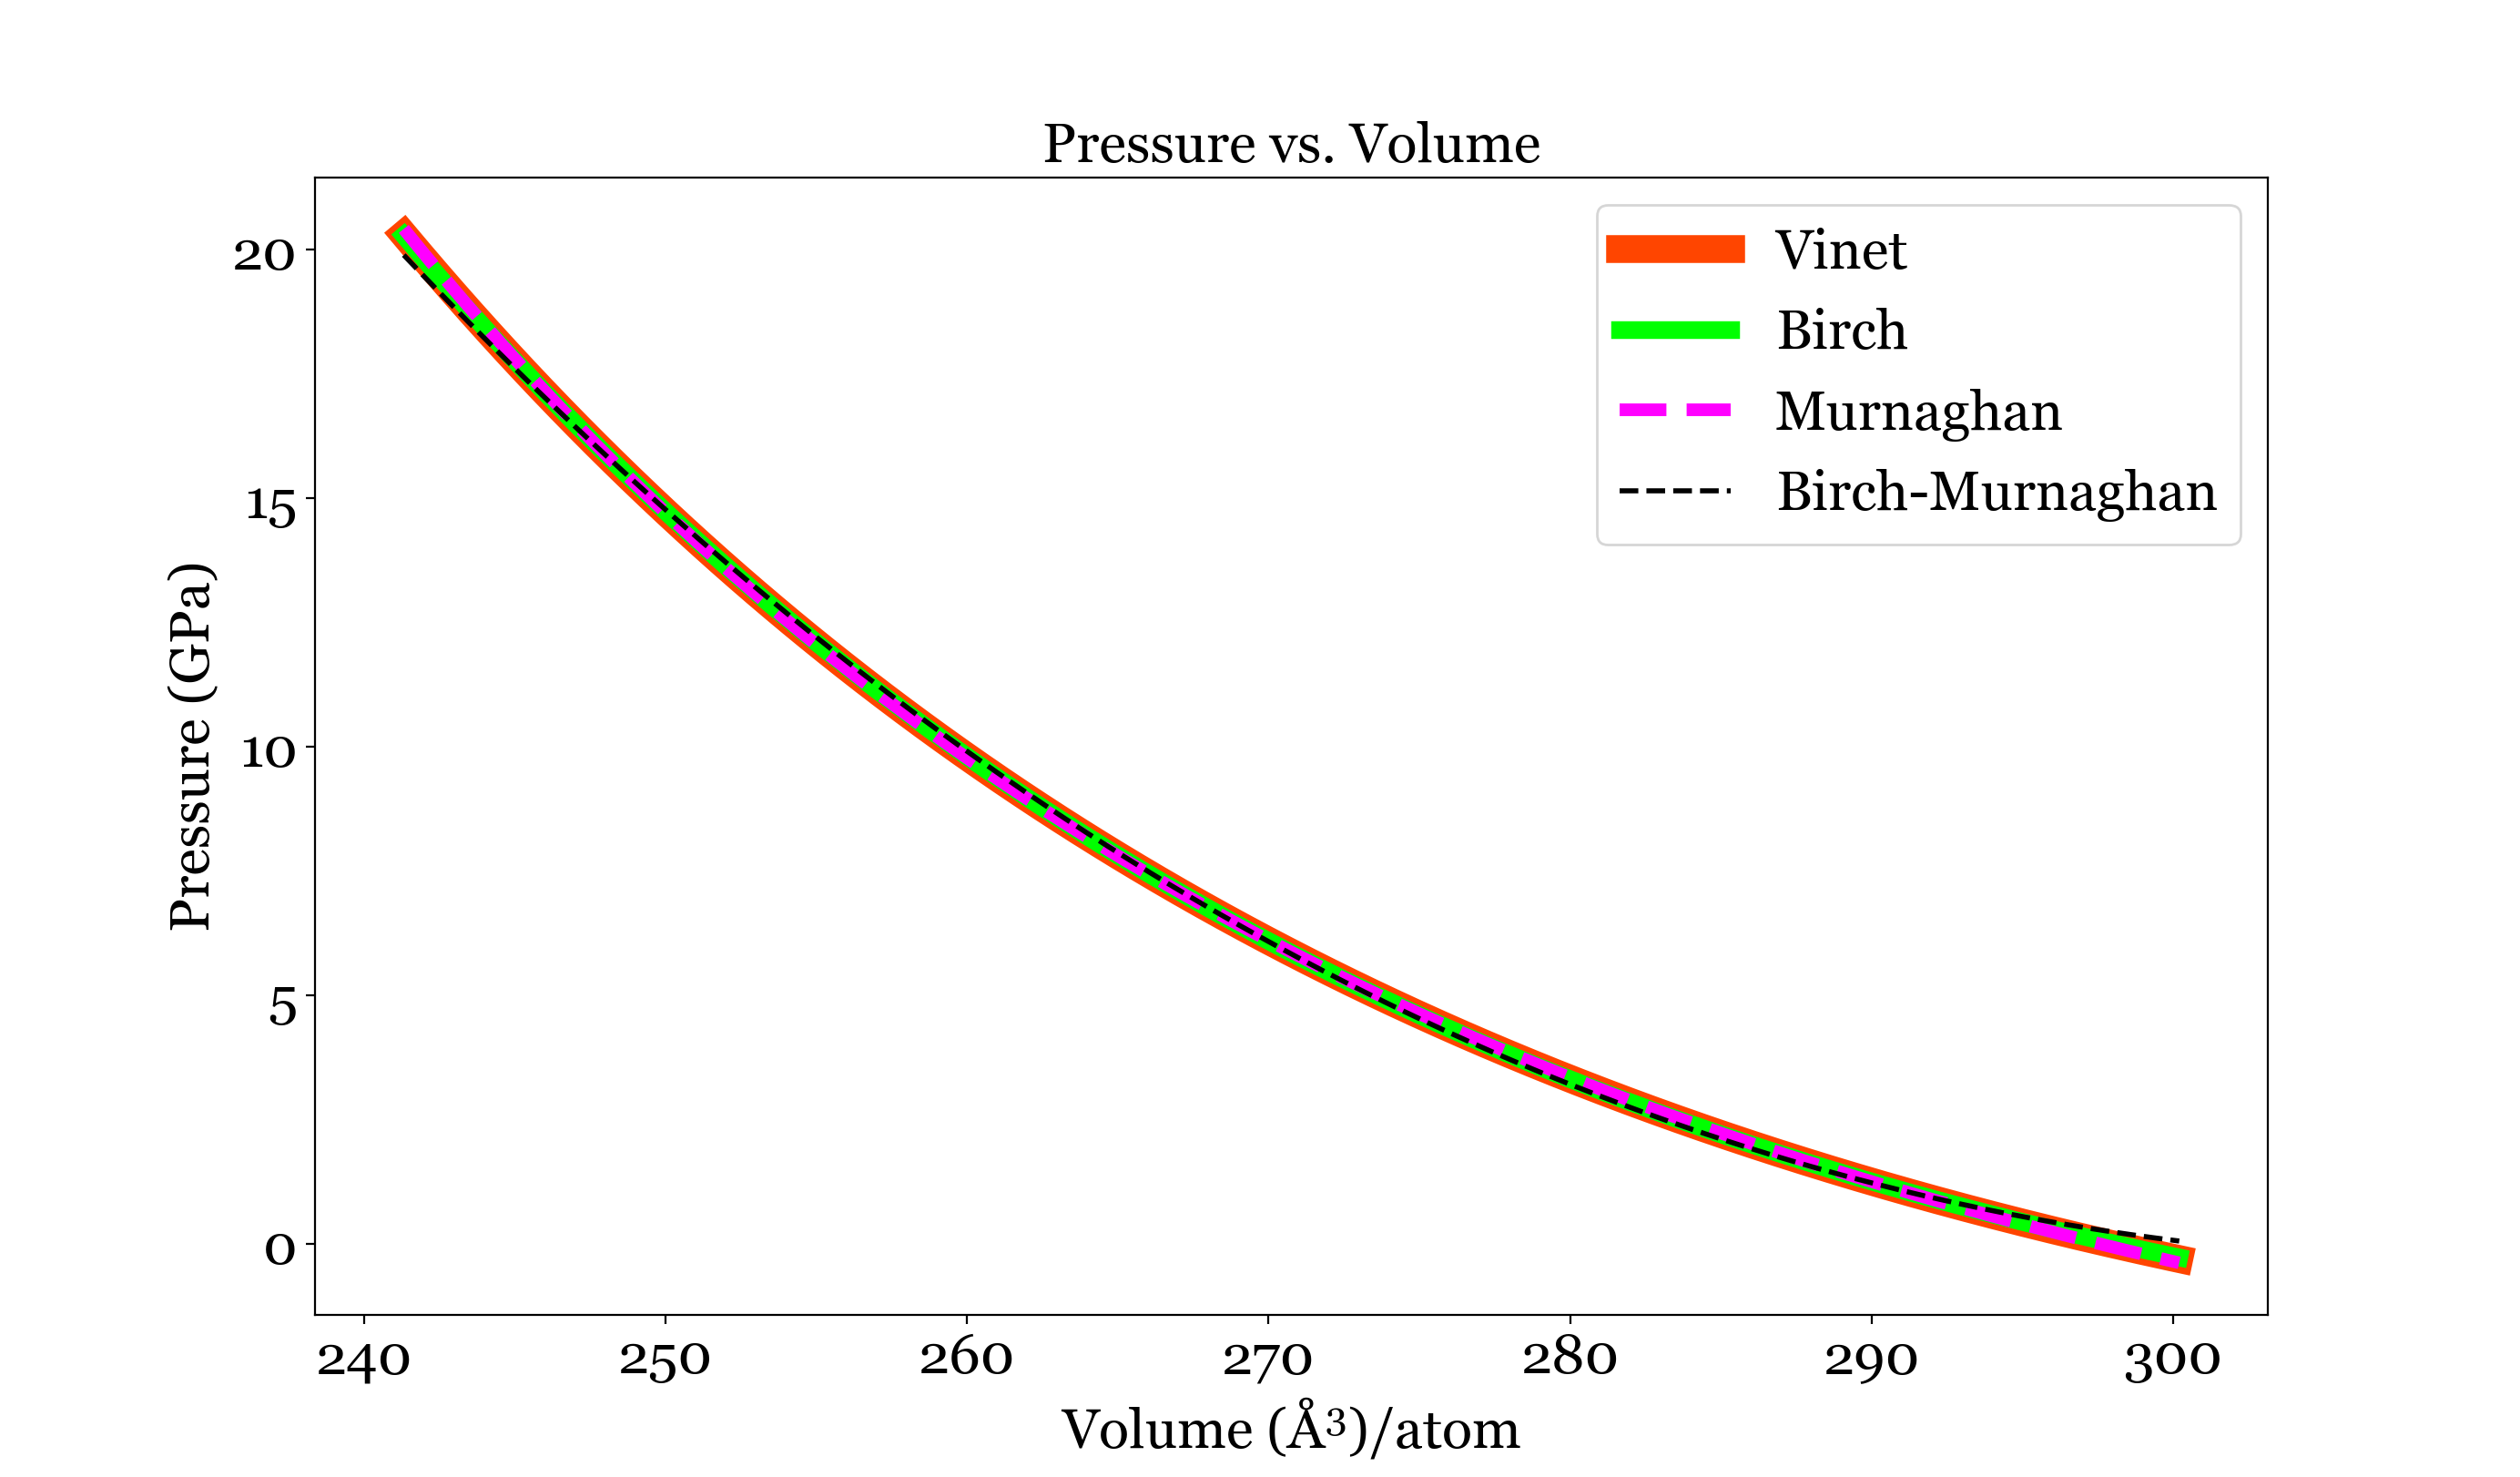 Pressure vs. Volume
Vinet
Birch
Murnaghan
Birch-Murnaghan
Pressure (GPa)
20
15
10
5
0
240 250 260 270 280 290 300
Volume (Å³)/atom